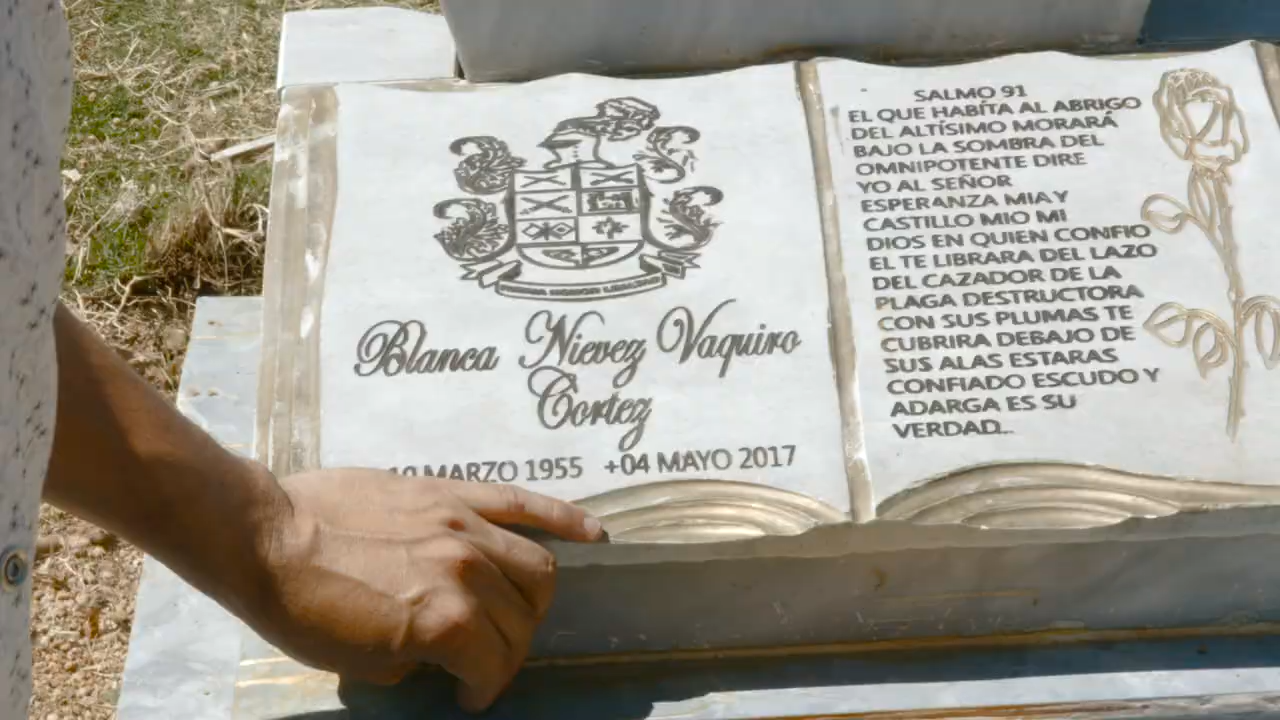 Blanca Nievez Vaquiro
Cortez
MARZO 1955 +04 MAYO 2017
SALMO 91
EL QUE HABÍTA AL ABRIGO
DEL ALTÍSIMO MORARÁ
BAJO LA SOMBRA DEL
OMNIPOTENTE DIRE
YO AL SEÑOR
ESPERANZA MIA Y
CASTILLO MIO MI
DIOS EN QUIEN CONFIO
EL TE LIBRARA DEL LAZO
DEL CAZADOR DE LA
PLAGA DESTRUCTORA
CON SUS PLUMAS TE
CUBRIRA DEBAJO DE
SUS ALAS ESTARAS
CONFIADO ESCUDO Y
ADARGA ES SU
VERDAD...